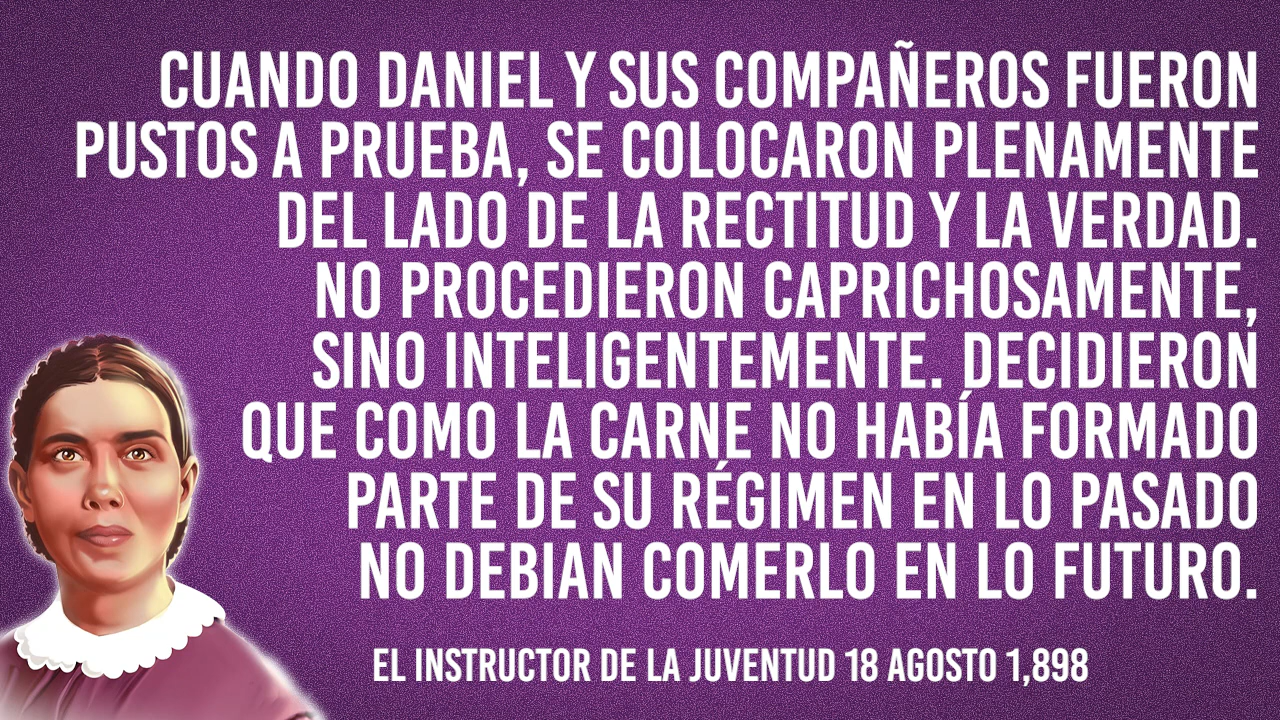 CUANDO DANIEL Y SUS COMPAÑEROS FUERON
PUSTOS A PRUEBA, SE COLOCARON PLENAMENTE
DEL LADO DE LA RECTITUD Y LA VERDAD.
NO PROCEDIERON CAPRICHOSAMENTE,
SINO INTELIGENTEMENTE. DECIDIERON
QUE COMO LA CARNE NO HABÍA FORMADO
PARTE DE SU RÉGIMEN EN LO PASADO
NO DEBIAN COMERLO EN LO FUTURO.
EL INSTRUCTOR DE LA JUVENTUD 18 AGOSTO 1,898